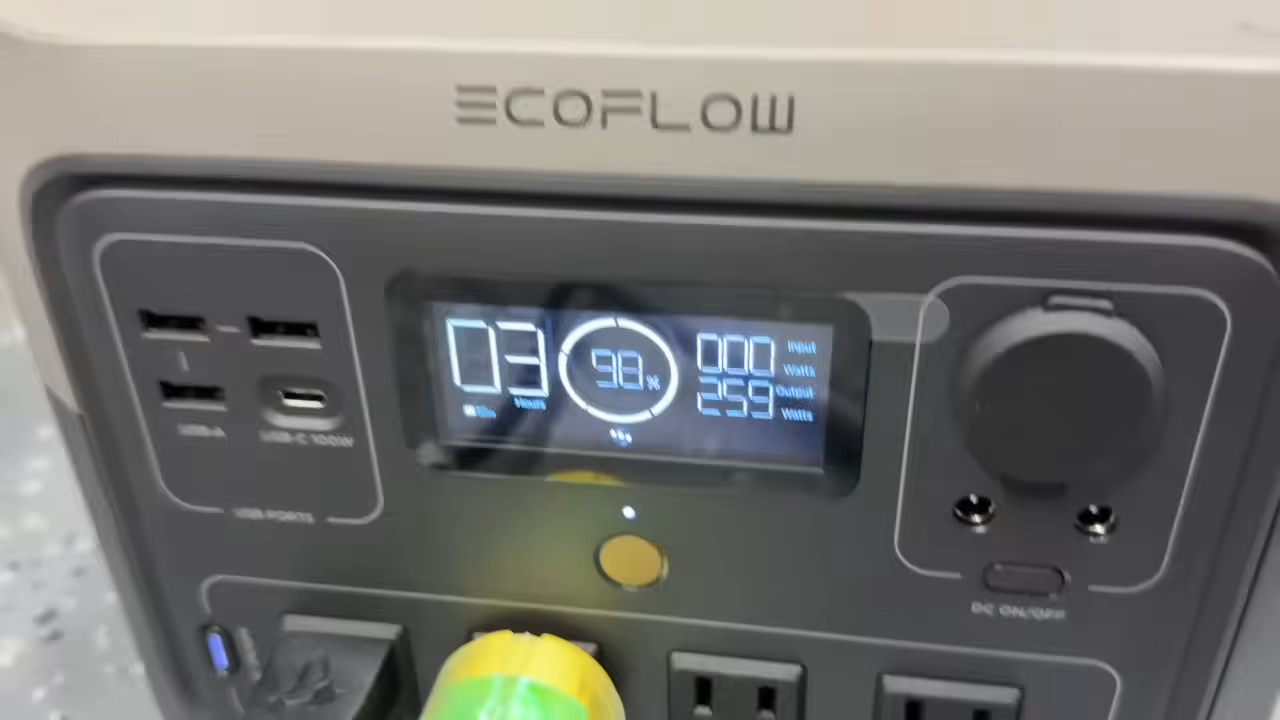 ECOFLOW
03
Hours
98 %
000 Input Watts
259 Output Watts
USB-A
USB-C 100W
USB PORTS
DC ON/OFF